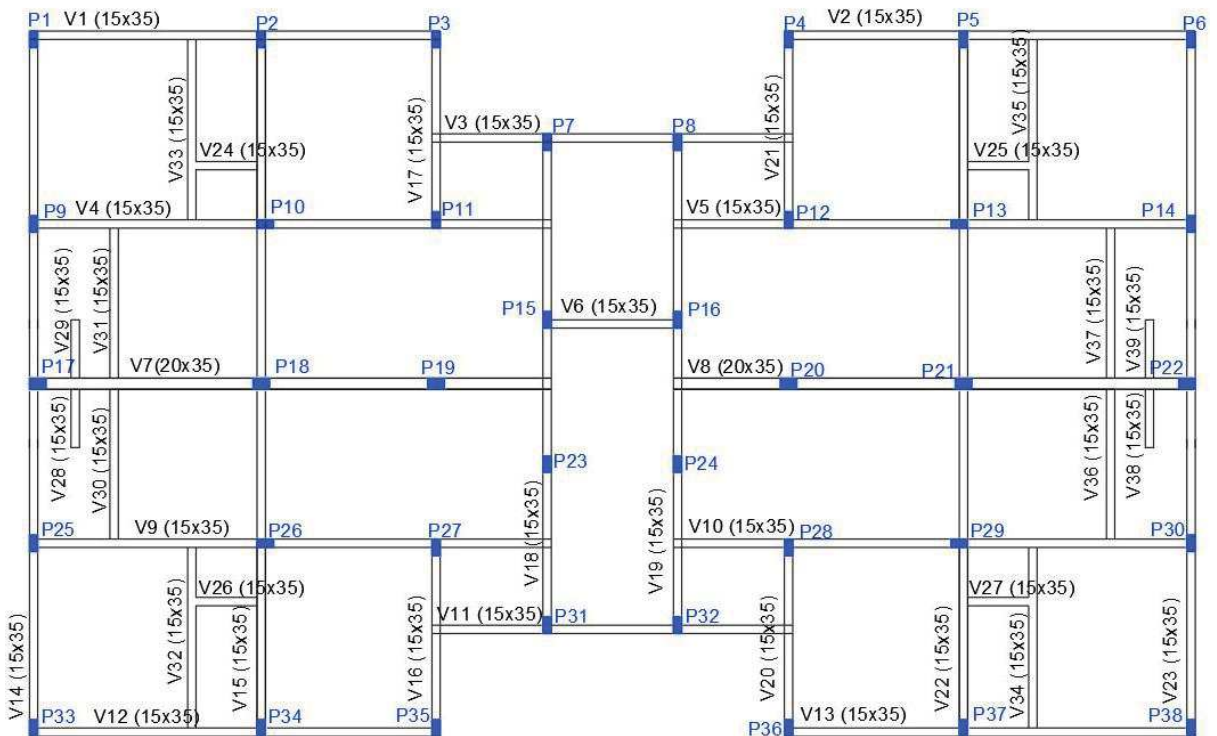 P1 V1 (15x35) P2 P3 P4 V2 (15x35) P5 P6
V33 (15x35)
V17 (15x35)
V21 (15x35)
V35 (15x35)
V3 (15x35) P7 P8
V24 (15x35) V25 (15x35)
P9 V4 (15x35) P10 P11 V5 (15x35) P12 P13 P14
V29 (15x35)
V31 (15x35)
V37 (15x35)
V39 (15x35)
P15 V6 (15x35) P16
P17 V7(20x35) P18 P19 V8 (20x35) P20 P21 P22
V28 (15x35)
V30 (15x35)
V36 (15x35)
V38 (15x35)
P23 P24
P25 V9 (15x35) P26 P27 V10 (15x35) P28 P29 P30
V18 (15x35)
V19 (15x35)
V26 (15x35) V27 (15x35)
V11 (15x35) P31 P32
V14 (15x35)
V32 (15x35)
V15 (15x35)
V16 (15x35)
V20 (15x35)
V22 (15x35)
V34 (15x35)
V23 (15x35)
P33 V12 (15x35) P34 P35 P36 V13 (15x35) P37 P38